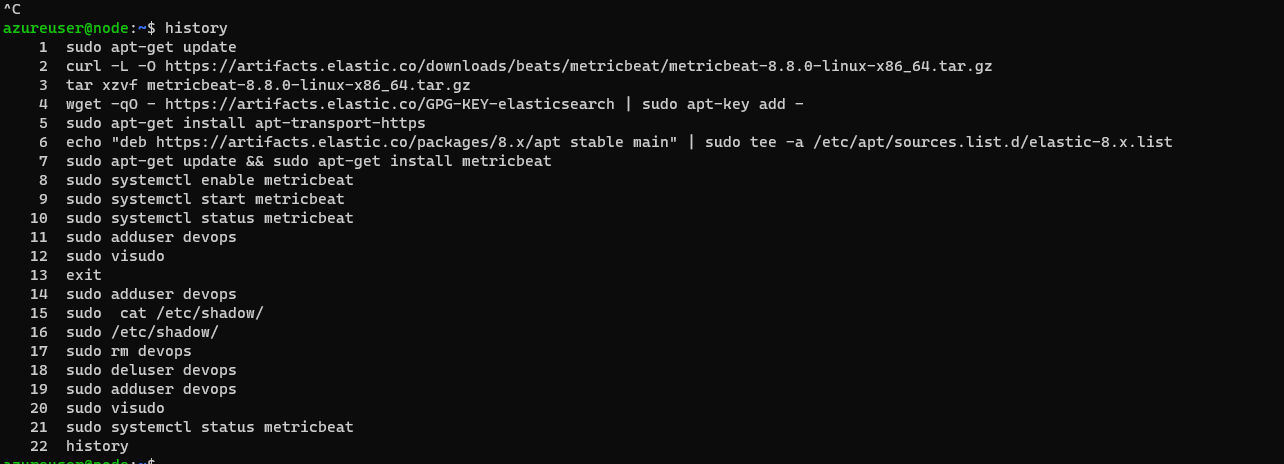 ^C
azureuser@node:~$ history
1 sudo apt-get update
2 curl -L -O https://artifacts.elastic.co/downloads/beats/metricbeat/metricbeat-8.8.0-linux-x86_64.tar.gz
3 tar xzvf metricbeat-8.8.0-linux-x86_64.tar.gz
4 wget -qO - https://artifacts.elastic.co/GPG-KEY-elasticsearch | sudo apt-key add -
5 sudo apt-get install apt-transport-https
6 echo "deb https://artifacts.elastic.co/packages/8.x/apt stable main" | sudo tee -a /etc/apt/sources.list.d/elastic-8.x.list
7 sudo apt-get update && sudo apt-get install metricbeat
8 sudo systemctl enable metricbeat
9 sudo systemctl start metricbeat
10 sudo systemctl status metricbeat
11 sudo adduser devops
12 sudo visudo
13 exit
14 sudo adduser devops
15 sudo  cat /etc/shadow/
16 sudo /etc/shadow/
17 sudo rm devops
18 sudo deluser devops
19 sudo adduser devops
20 sudo visudo
21 sudo systemctl status metricbeat
22 history
azureuser@node:~$